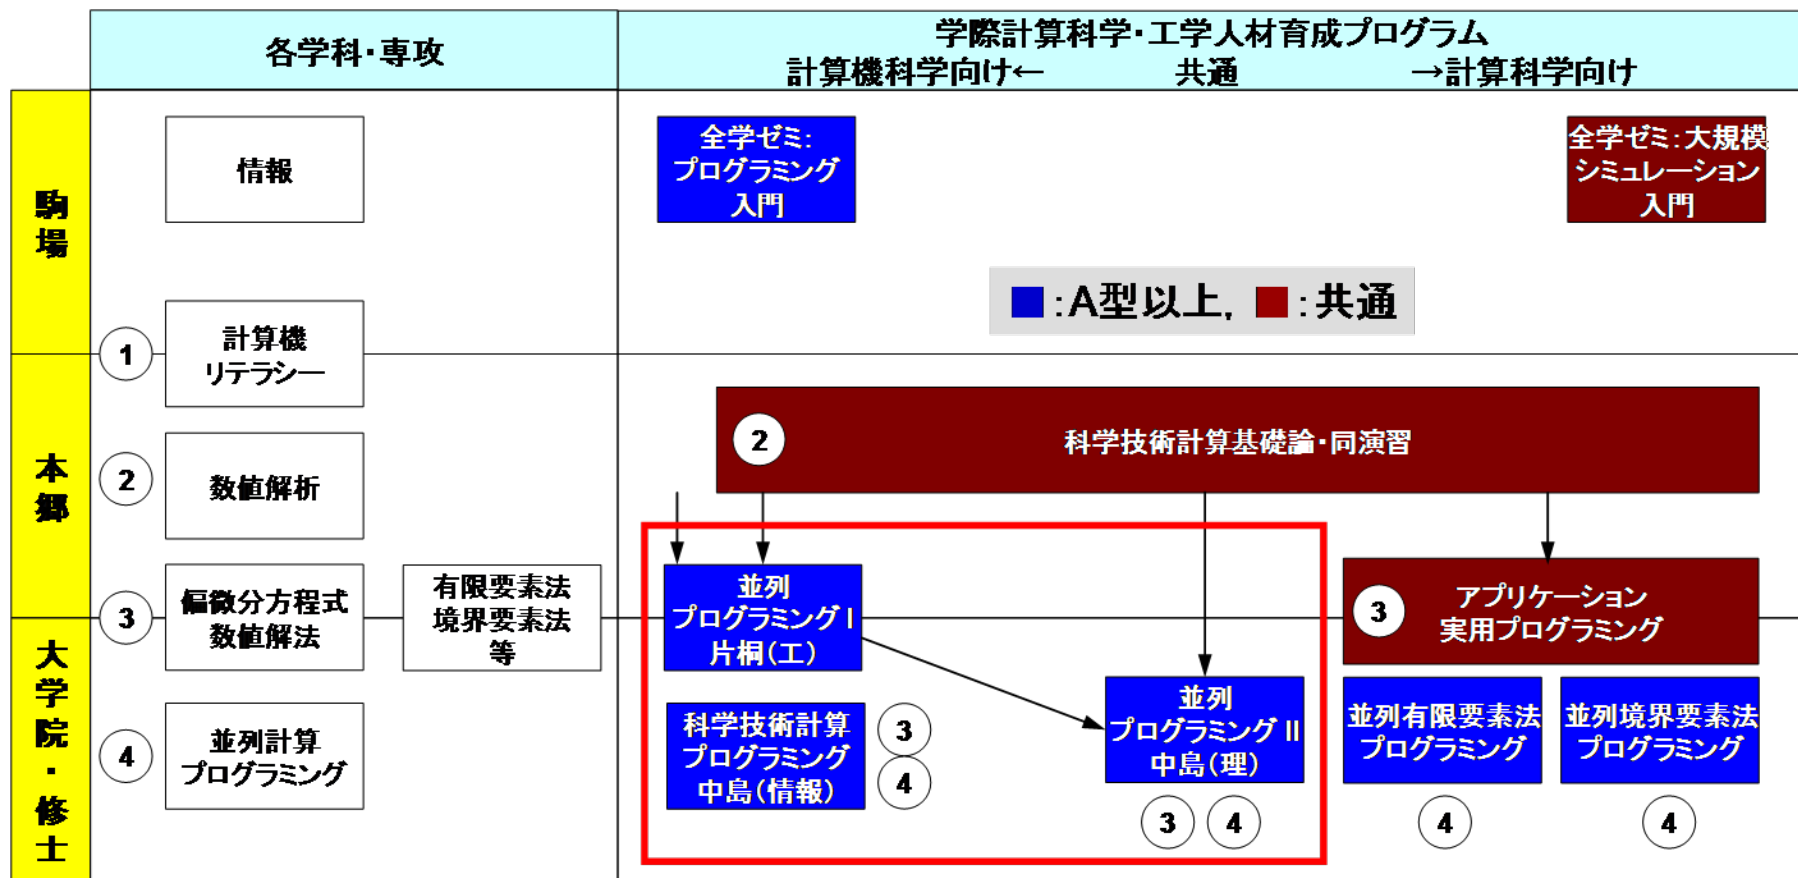 各学科・専攻
学際計算科学・工学人材育成プログラム
計算機科学向け← 共通 →計算科学向け
駒場
情報
全学ゼミ:
プログラミング
入門
全学ゼミ:大規模
シミュレーション
入門
■:A型以上, ■:共通
1
計算機
リテラシー
本郷
2
数値解析
2
科学技術計算基礎論・同演習
3
偏微分方程式
数値解法
有限要素法
境界要素法
等
並列
プログラミングI
片桐(工)
3
アプリケーション
実用プログラミング
大学院・修士
4
並列計算
プログラミング
科学技術計算
プログラミング
中島(情報)
3
4
並列
プログラミングII
中島(理)
3 4
並列有限要素法
プログラミング
4
並列境界要素法
プログラミング
4